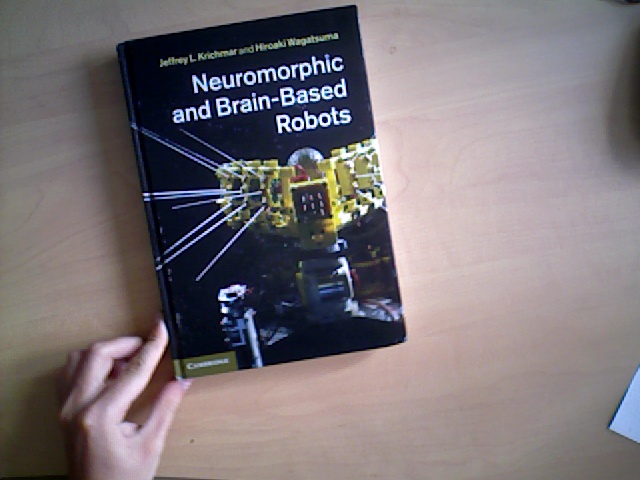 Jeffrey L. Krichmar and Hiroaki Wagatsuma
Neuromorphic
and Brain-Based
Robots
CAMBRIDGE